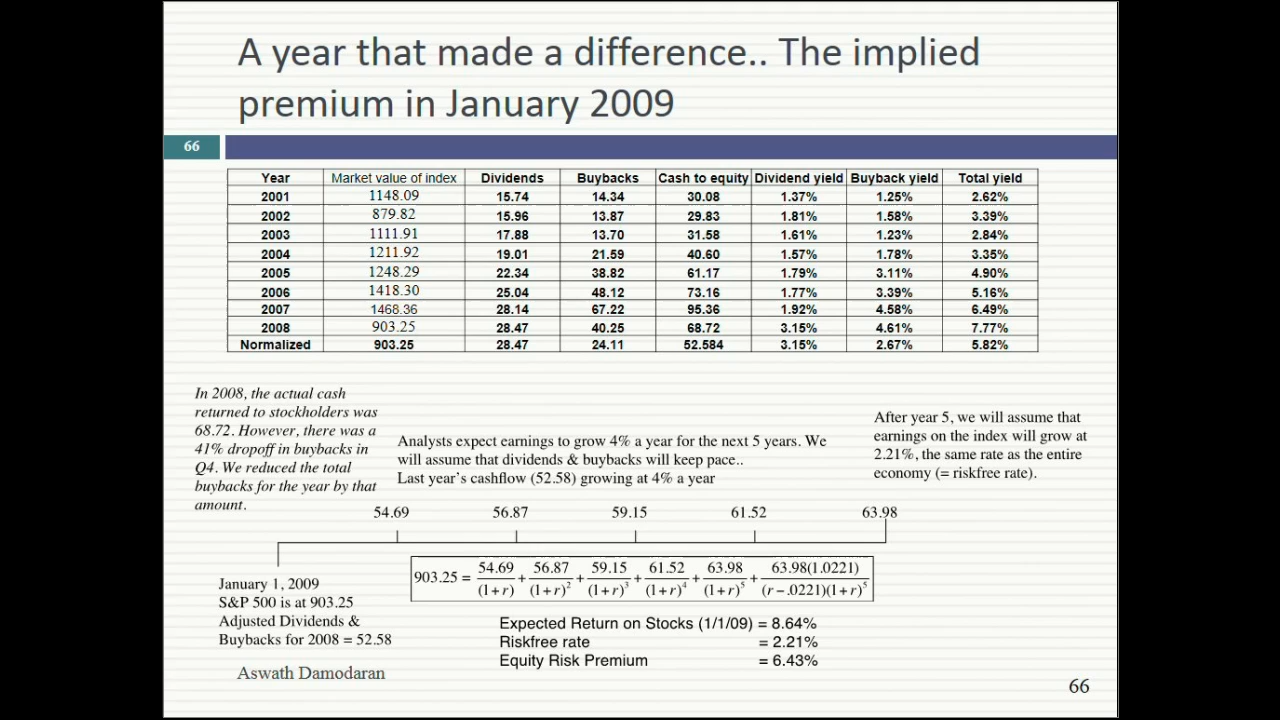 A year that made a difference.. The implied
premium in January 2009
66
Year Market value of index Dividends Buybacks Cash to equity Dividend yield Buyback yield Total yield
2001 1148.09 15.74 14.34 30.08 1.37% 1.25% 2.62%
2002 879.82 15.96 13.87 29.83 1.81% 1.58% 3.39%
2003 1111.91 17.88 13.70 31.58 1.61% 1.23% 2.84%
2004 1211.92 19.01 21.59 40.60 1.57% 1.78% 3.35%
2005 1248.29 22.34 38.82 61.17 1.79% 3.11% 4.90%
2006 1418.30 25.04 48.12 73.16 1.77% 3.39% 5.16%
2007 1468.36 28.14 67.22 95.36 1.92% 4.58% 6.49%
2008 903.25 28.47 40.25 68.72 3.15% 4.61% 7.77%
Normalized 903.25 28.47 24.11 52.584 3.15% 2.67% 5.82%
In 2008, the actual cash
returned to stockholders was
68.72. However, there was a
41% dropoff in buybacks in
Q4. We reduced the total
buybacks for the year by that
amount.
Analysts expect earnings to grow 4% a year for the next 5 years. We
will assume that dividends & buybacks will keep pace..
Last year's cashflow (52.58) growing at 4% a year
After year 5, we will assume that
earnings on the index will grow at
2.21%, the same rate as the entire
economy (= riskfree rate).
54.69 56.87 59.15 61.52 63.98
January 1, 2009
S&P 500 is at 903.25
Adjusted Dividends &
Buybacks for 2008 = 52.58
903.25 = 54.69/(1+r) + 56.87/(1+r)² + 59.15/(1+r)³ + 61.52/(1+r)⁴ + 63.98/(1+r)⁵ + 63.98(1.0221)/(r−.0221)(1+r)⁵
Expected Return on Stocks (1/1/09) = 8.64%
Riskfree rate = 2.21%
Equity Risk Premium = 6.43%
Aswath Damodaran
66